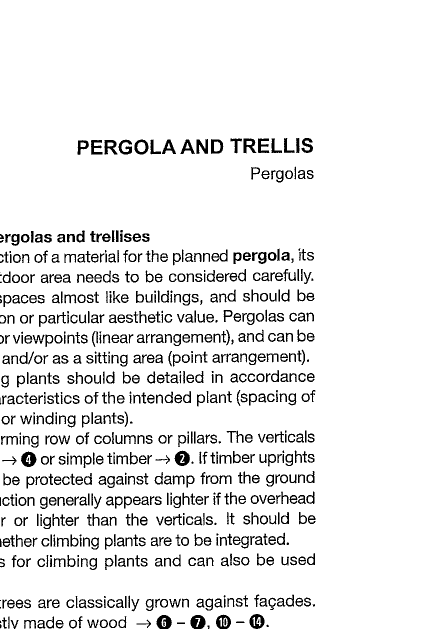 PERGOLA AND TRELLIS
Pergolas
ergolas and trellises
ction of a material for the planned pergola, its
tdoor area needs to be considered carefully.
spaces almost like buildings, and should be
on or particular aesthetic value. Pergolas can
or viewpoints (linear arrangement), and can be
and/or as a sitting area (point arrangement).
g plants should be detailed in accordance
aracteristics of the intended plant (spacing of
or winding plants).
rming row of columns or pillars. The verticals
→ ❹ or simple timber → ❷. If timber uprights
be protected against damp from the ground
uction generally appears lighter if the overhead
r or lighter than the verticals. It should be
hether climbing plants are to be integrated.
s for climbing plants and can also be used
trees are classically grown against façades.
stly made of wood → ❻ – ❼, ❿ – ⓮.